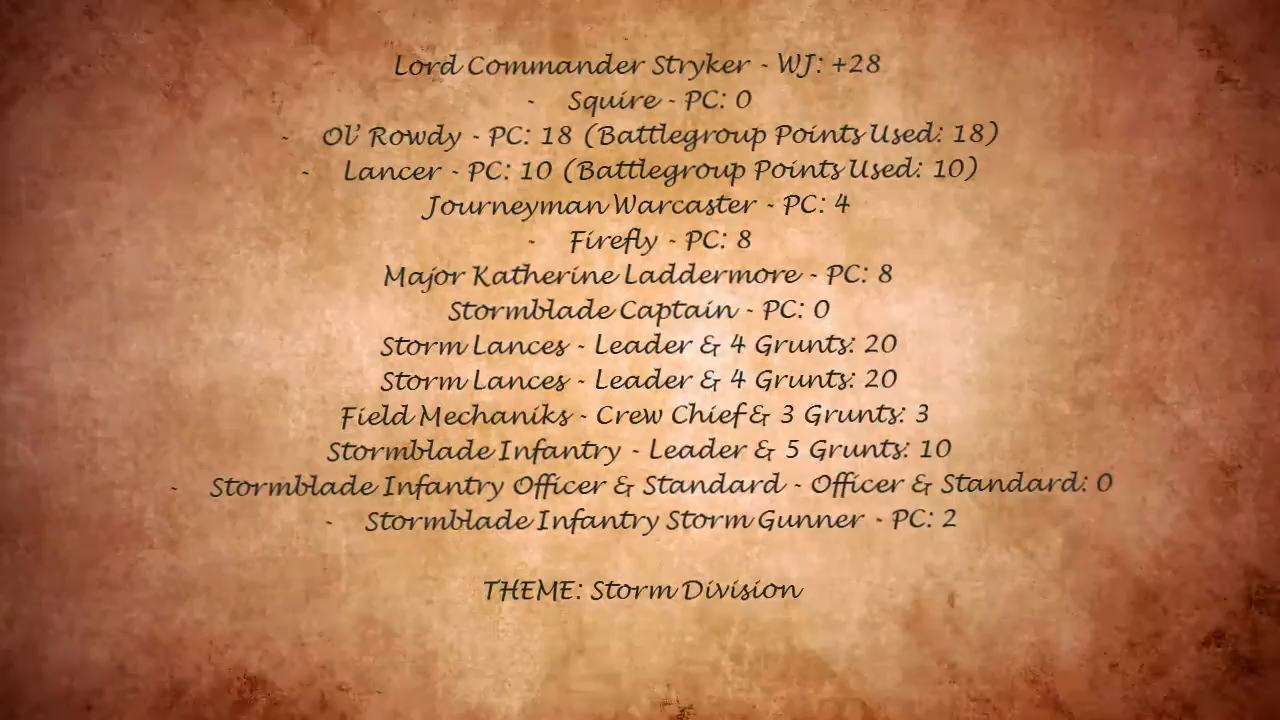 Lord Commander Stryker - WJ: +28
- Squire - PC: 0
- Ol' Rowdy - PC: 18 (Battlegroup Points Used: 18)
- Lancer - PC: 10 (Battlegroup Points Used: 10)
Journeyman Warcaster - PC: 4
- Firefly - PC: 8
Major Katherine Laddermore - PC: 8
Stormblade Captain - PC: 0
Storm Lances - Leader & 4 Grunts: 20
Storm Lances - Leader & 4 Grunts: 20
Field Mechaniks - Crew Chief & 3 Grunts: 3
Stormblade Infantry - Leader & 5 Grunts: 10
- Stormblade Infantry Officer & Standard - Officer & Standard: 0
- Stormblade Infantry Storm Gunner - PC: 2
THEME: Storm Division